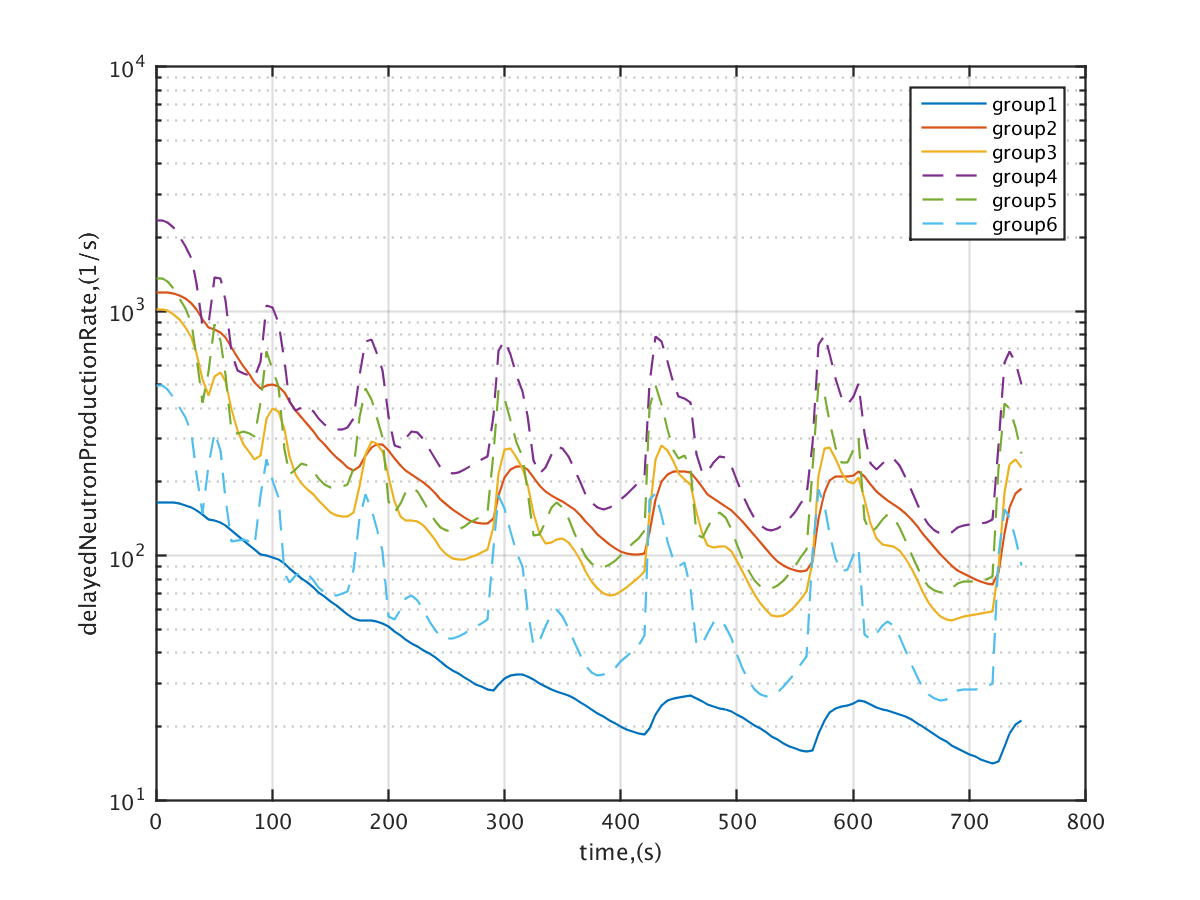 10^4
10^3
10^2
10^1
delayedNeutronProductionRate,(1/s)
group1
group2
group3
group4
group5
group6
0 100 200 300 400 500 600 700 800
time,(s)